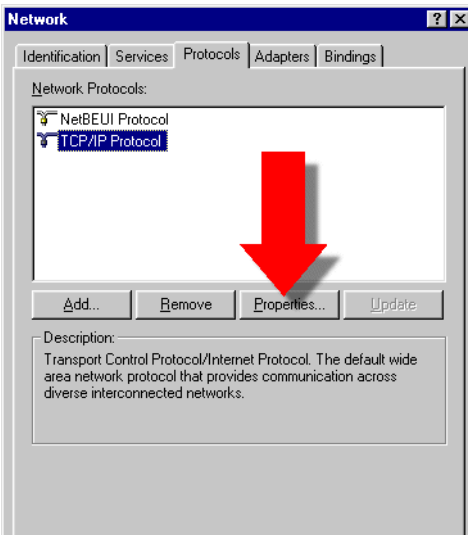 Network
Identification Services Protocols Adapters Bindings
Network Protocols:
NetBEUI Protocol
TCP/IP Protocol
Add... Remove Properties... Update
Description:
Transport Control Protocol/Internet Protocol. The default wide
area network protocol that provides communication across
diverse interconnected networks.